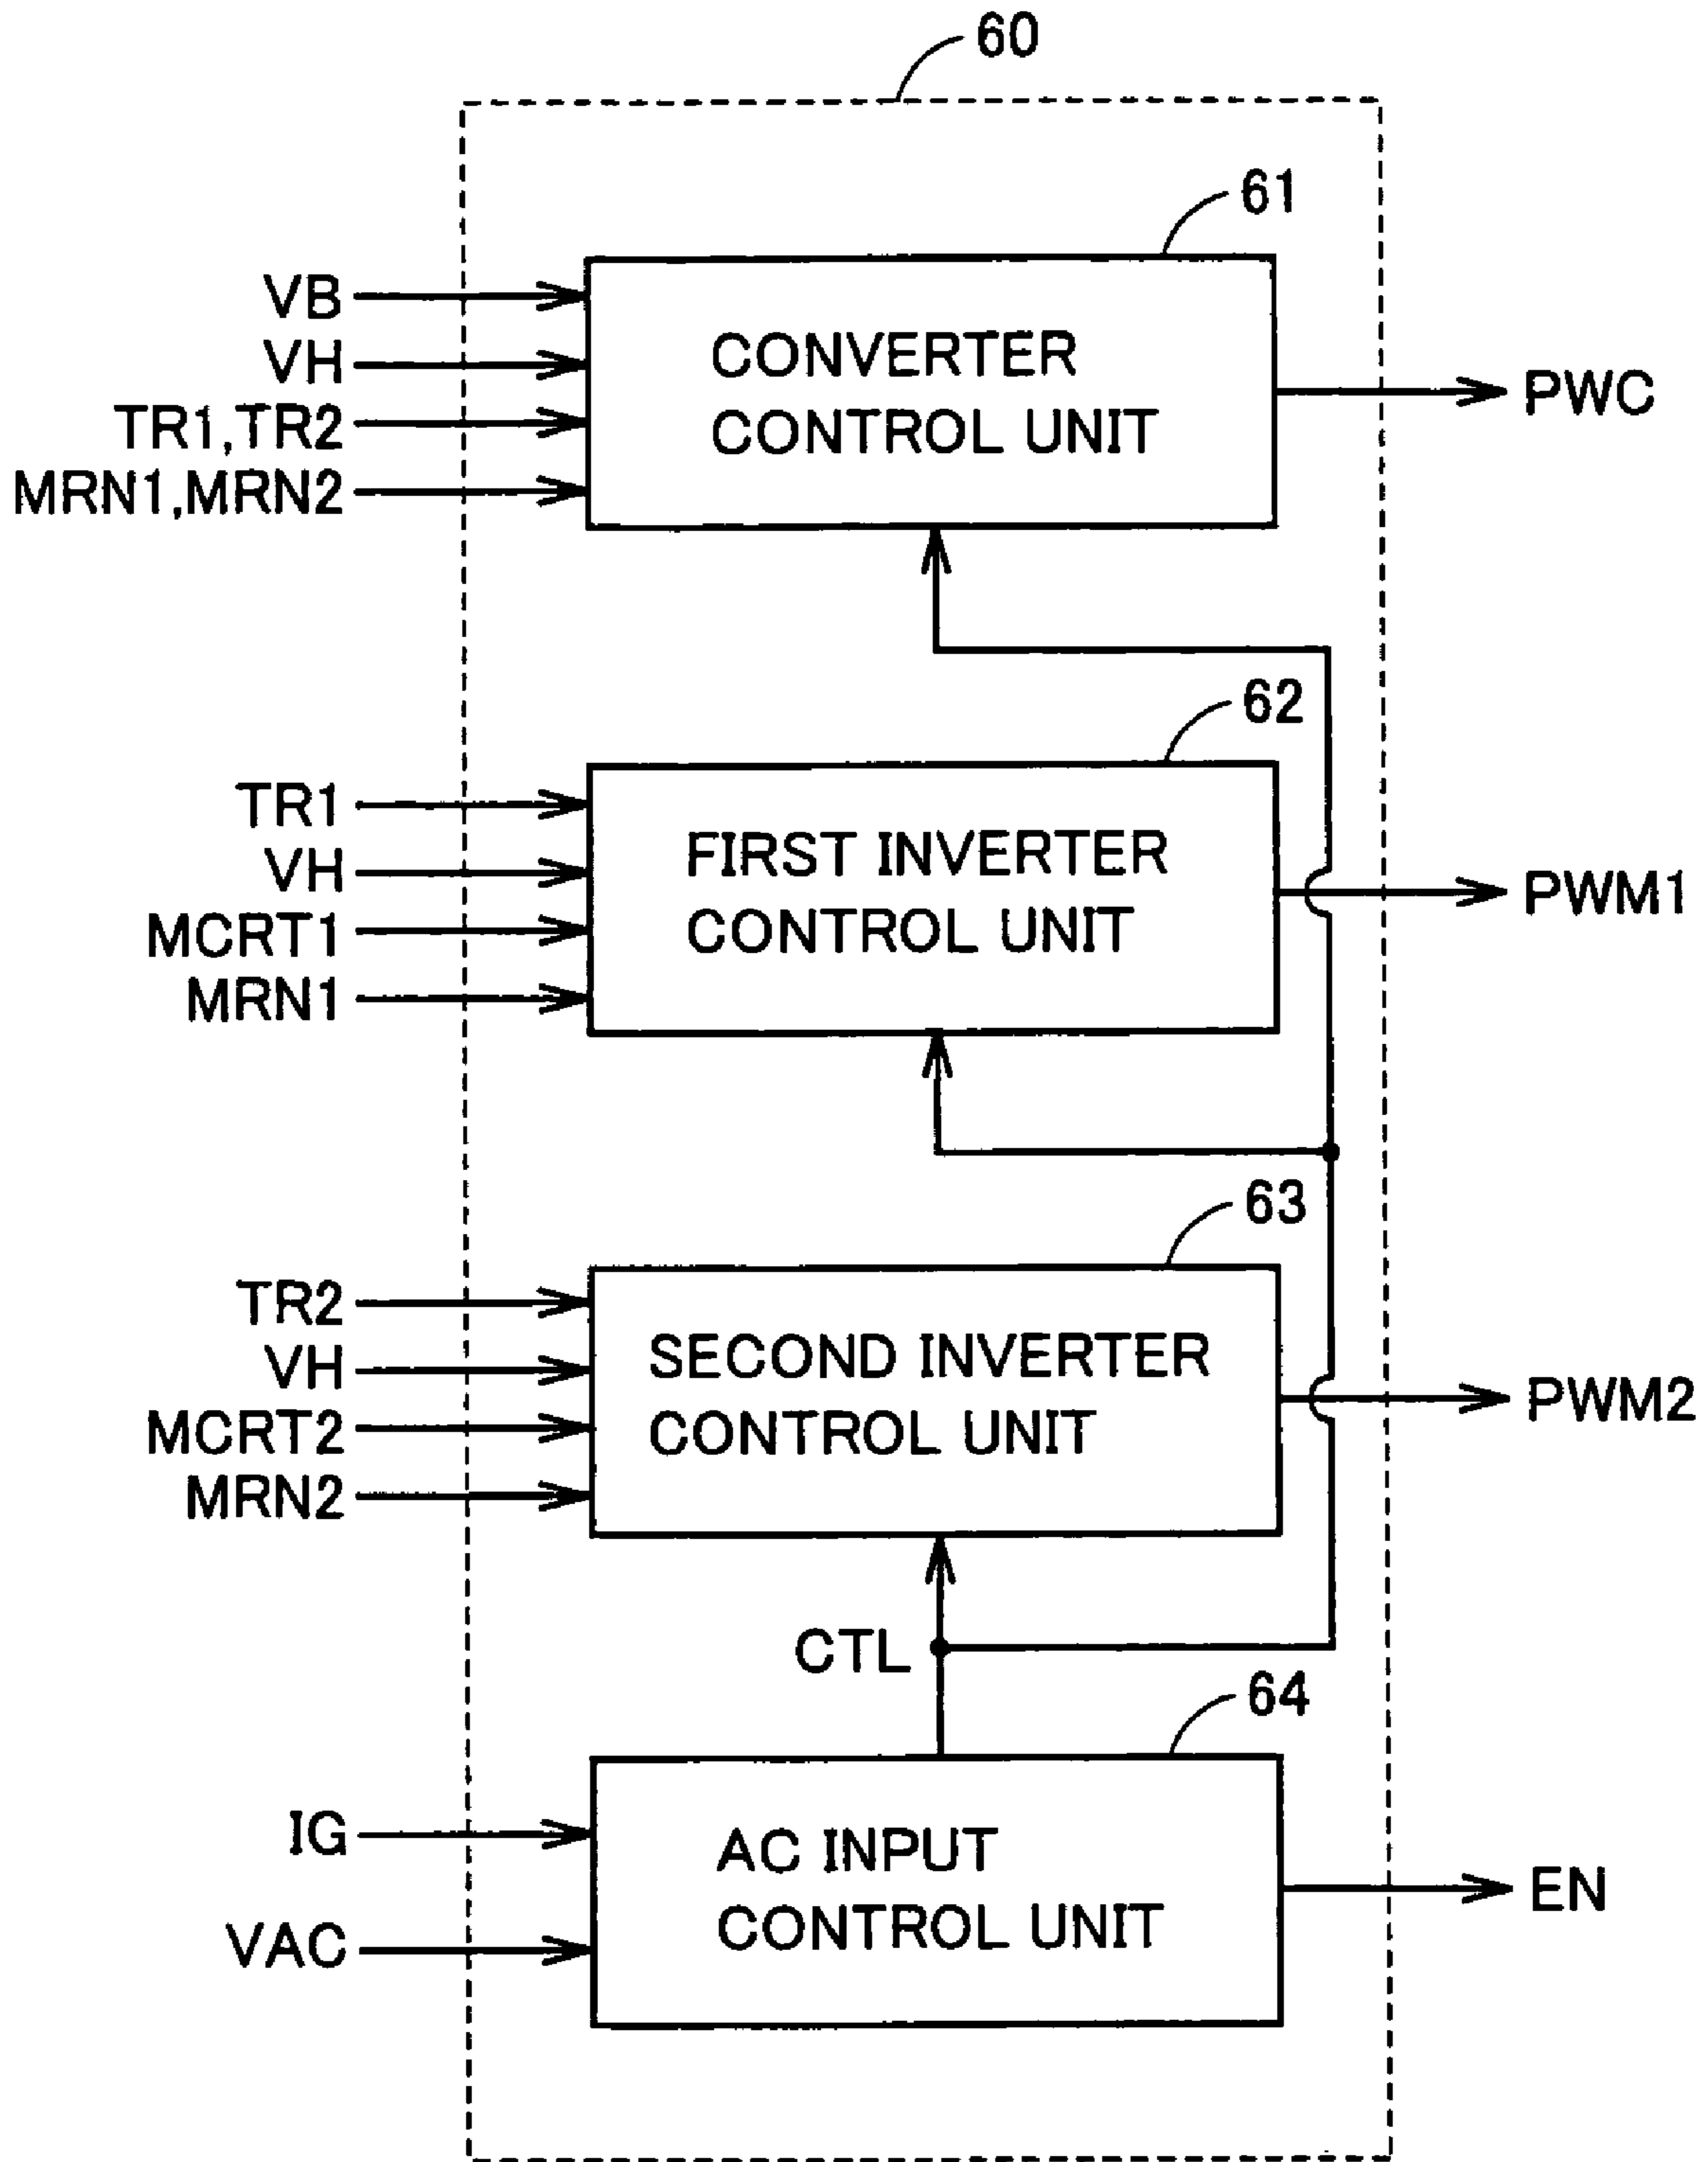 60
61
VB
VH
TR1,TR2
MRN1,MRN2
CONVERTER
CONTROL UNIT
PWC
62
TR1
VH
MCRT1
MRN1
FIRST INVERTER
CONTROL UNIT
PWM1
63
TR2
VH
MCRT2
MRN2
SECOND INVERTER
CONTROL UNIT
PWM2
CTL
64
IG
VAC
AC INPUT
CONTROL UNIT
EN